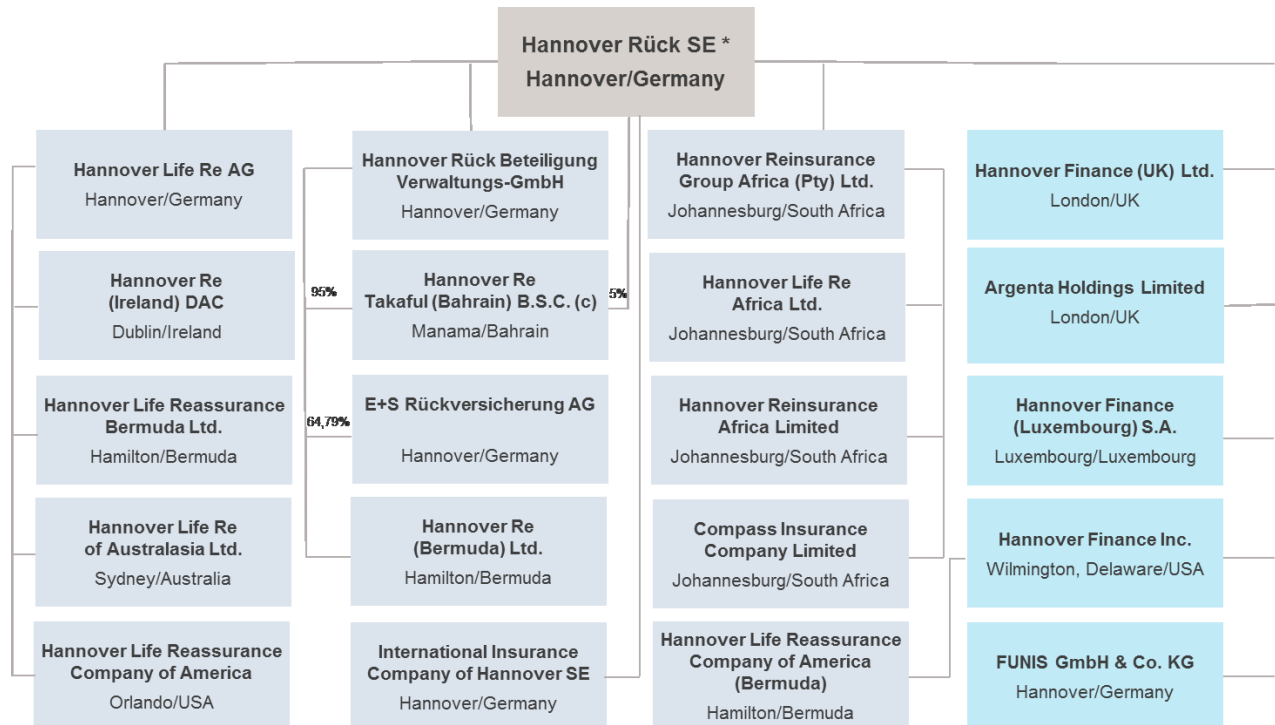 Hannover Rück SE *
Hannover/Germany
Hannover Life Re AG
Hannover/Germany
Hannover Re
(Ireland) DAC
Dublin/Ireland
Hannover Life Reassurance
Bermuda Ltd.
Hamilton/Bermuda
Hannover Life Re
of Australasia Ltd.
Sydney/Australia
Hannover Life Reassurance
Company of America
Orlando/USA
Hannover Rück Beteiligung
Verwaltungs-GmbH
Hannover/Germany
95%
Hannover Re
Takaful (Bahrain) B.S.C. (c)
Manama/Bahrain
5%
64,79%
E+S Rückversicherung AG
Hannover/Germany
Hannover Re
(Bermuda) Ltd.
Hamilton/Bermuda
International Insurance
Company of Hannover SE
Hannover/Germany
Hannover Reinsurance
Group Africa (Pty) Ltd.
Johannesburg/South Africa
Hannover Life Re
Africa Ltd.
Johannesburg/South Africa
Hannover Reinsurance
Africa Limited
Johannesburg/South Africa
Compass Insurance
Company Limited
Johannesburg/South Africa
Hannover Life Reassurance
Company of America
(Bermuda)
Hamilton/Bermuda
Hannover Finance (UK) Ltd.
London/UK
Argenta Holdings Limited
London/UK
Hannover Finance
(Luxembourg) S.A.
Luxembourg/Luxembourg
Hannover Finance Inc.
Wilmington, Delaware/USA
FUNIS GmbH & Co. KG
Hannover/Germany